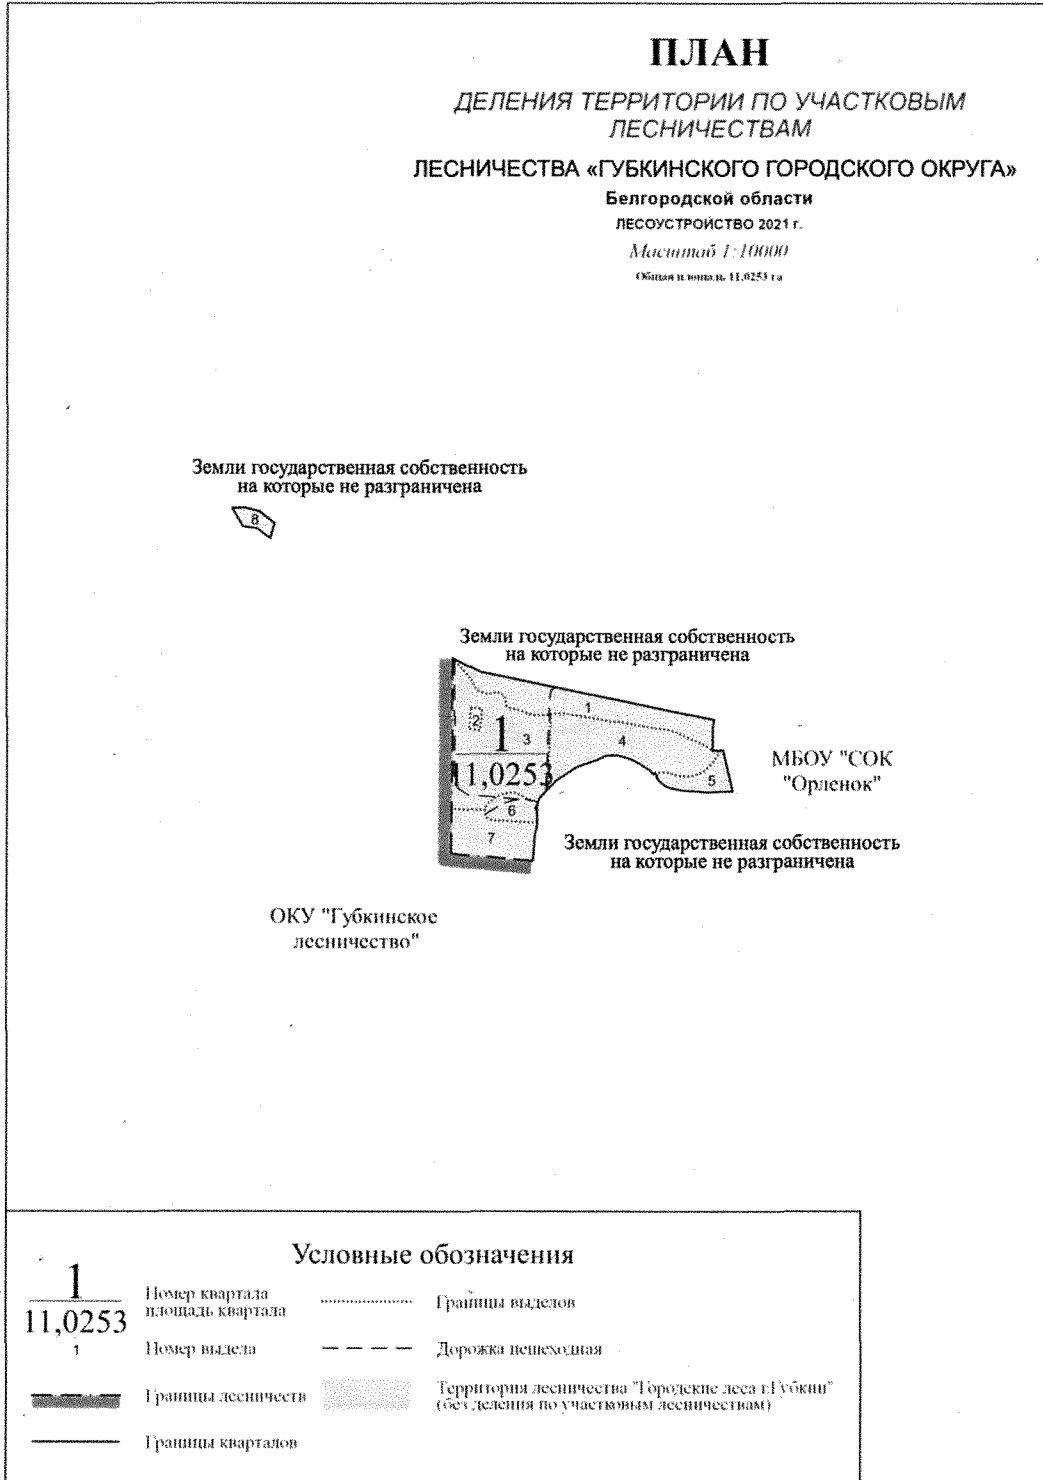 ПЛАН
ДЕЛЕНИЯ ТЕРРИТОРИИ ПО УЧАСТКОВЫМ
ЛЕСНИЧЕСТВАМ
ЛЕСНИЧЕСТВА «ГУБКИНСКОГО ГОРОДСКОГО ОКРУГА»
Белгородской области
ЛЕСОУСТРОЙСТВО 2021 г.
Масштаб 1:10000
Общая площадь 11,0253 га
Земли государственная собственность
на которые не разграничена
8
Земли государственная собственность
на которые не разграничена
1
2
1
3
4
11,0253
5
6
7
МБОУ "СОК
"Орленок"
Земли государственная собственность
на которые не разграничена
ОКУ "Губкинское
лесничество"
Условные обозначения
1
11,0253
Номер квартала
площадь квартала
Границы выделов
1
Номер выдела
Дорожка пешеходная
Границы лесничеств
Территория лесничества "Городские леса г.Губкин"
(без деления по участковым лесничествам)
Границы кварталов